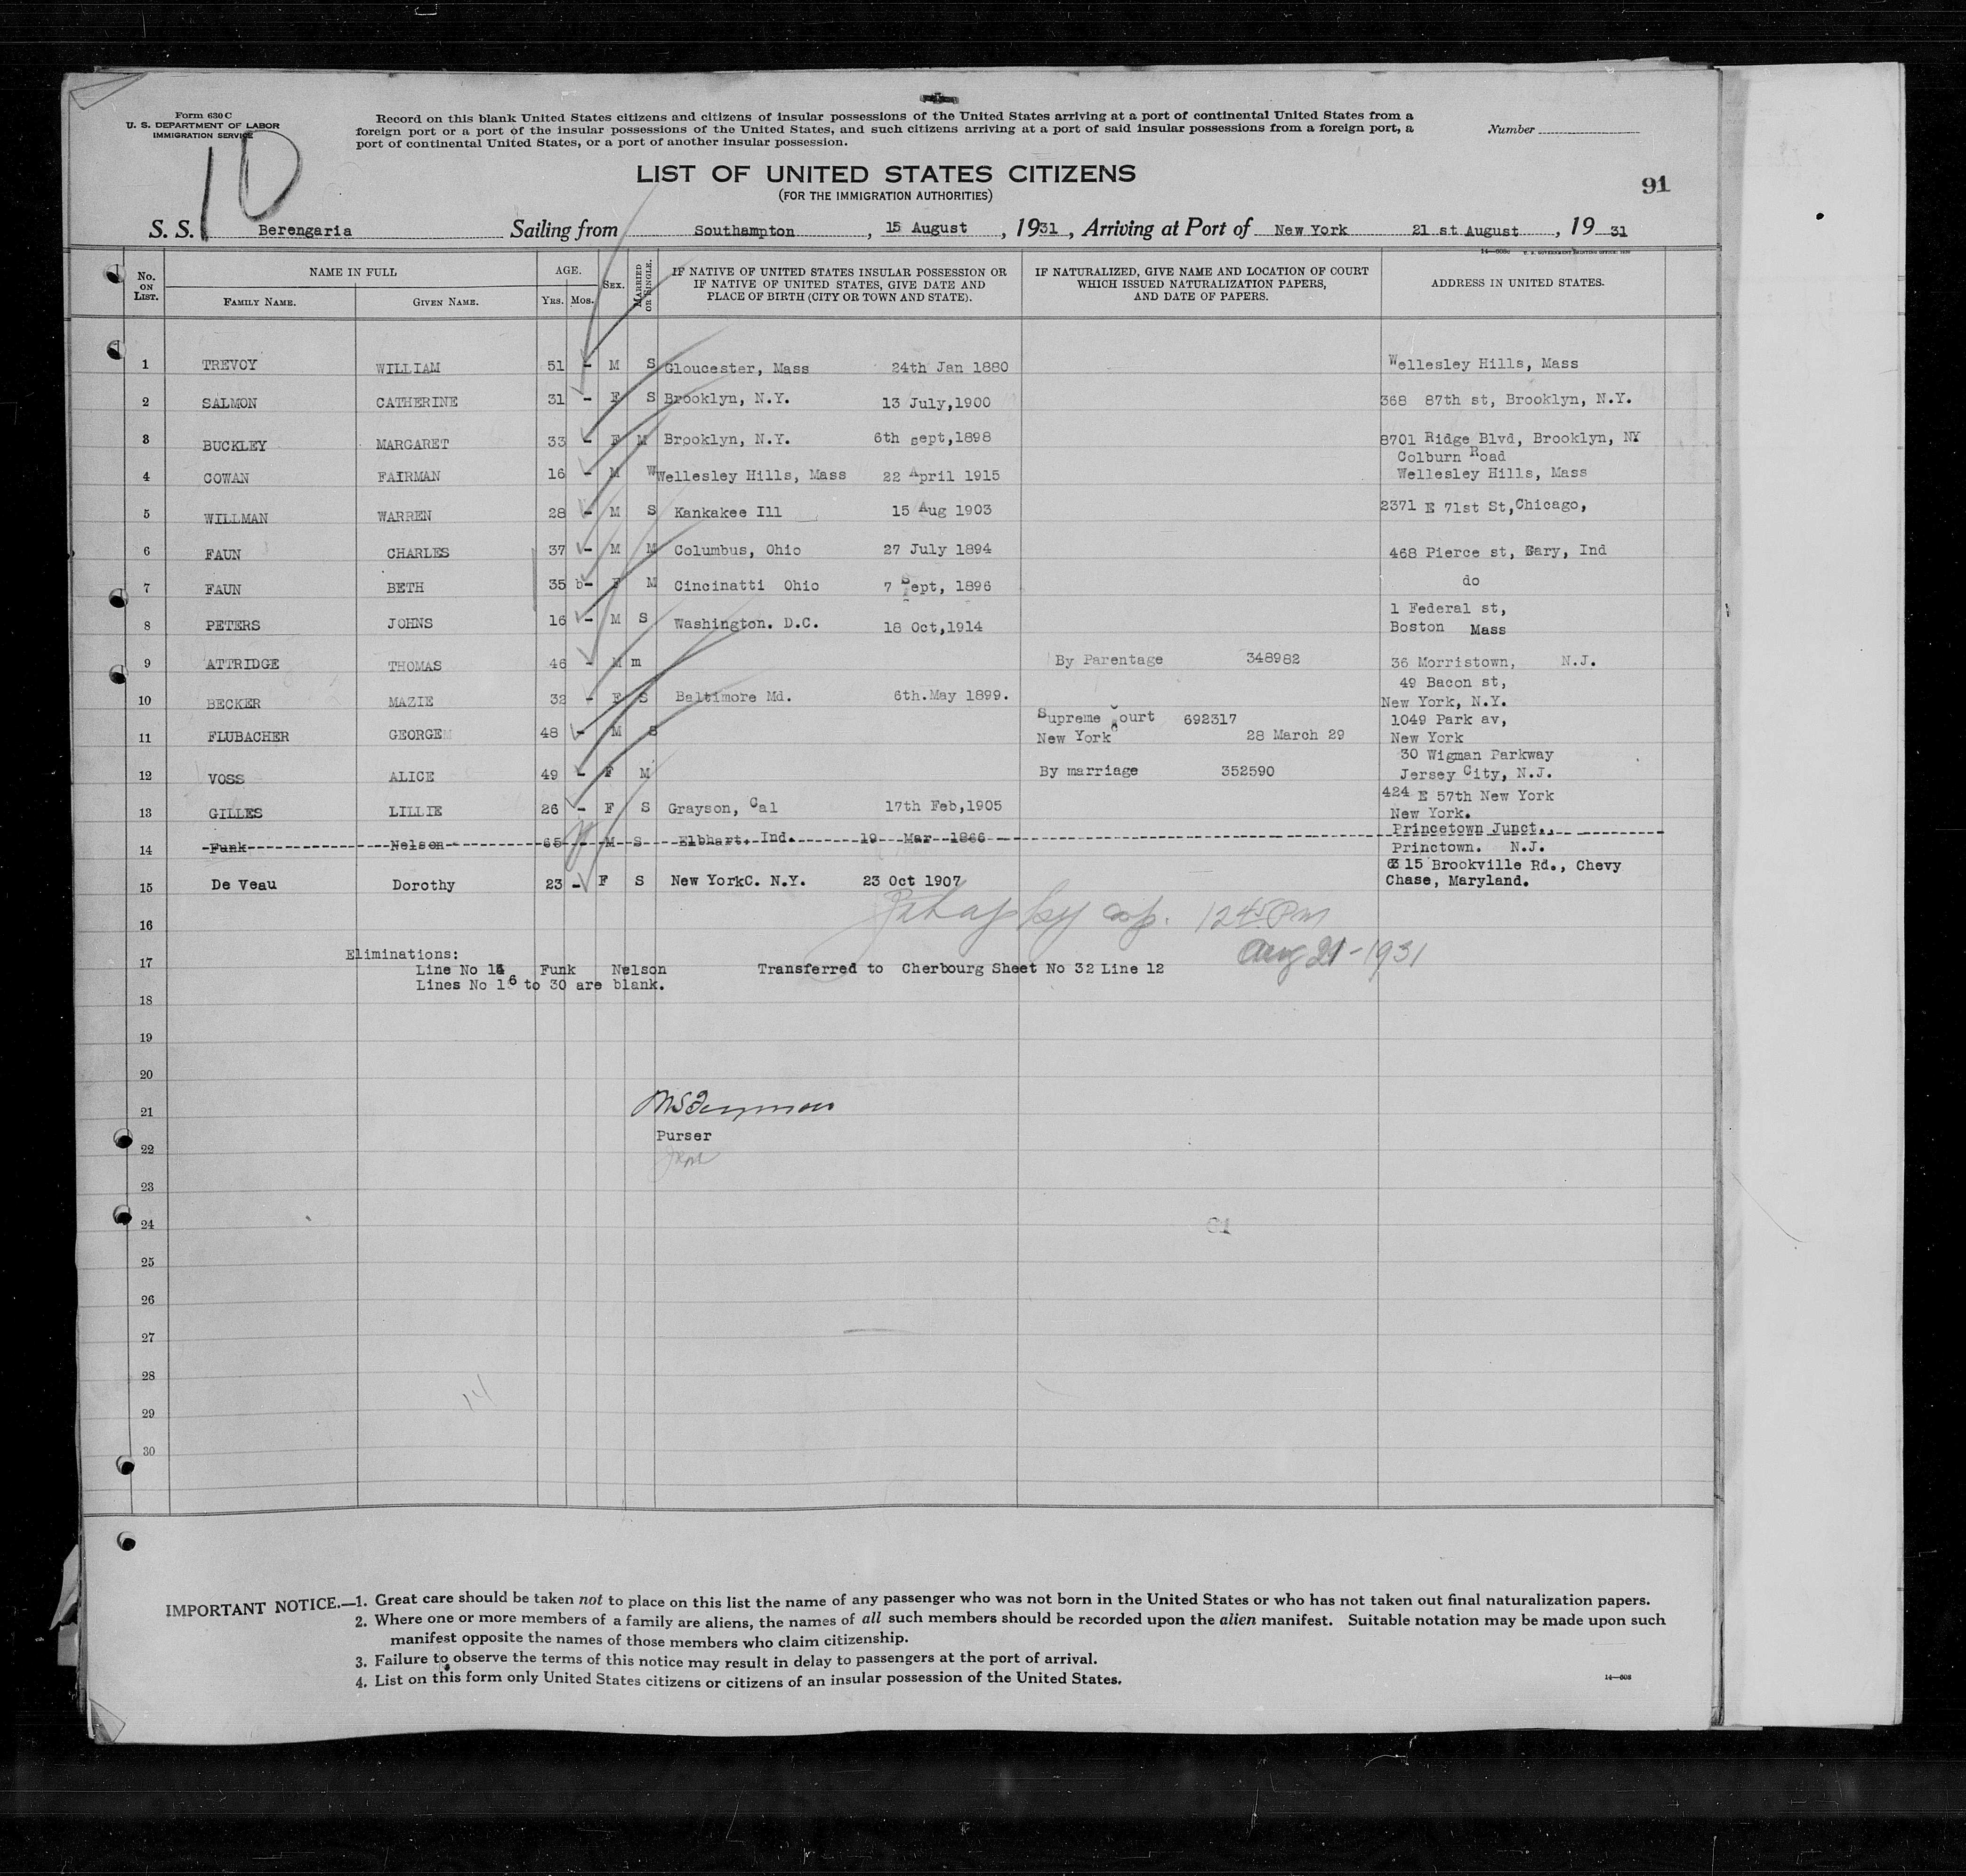 Form 630 C
U. S. DEPARTMENT OF LABOR
IMMIGRATION SERVICE
10
Record on this blank United States citizens and citizens of insular possessions of the United States arriving at a port of continental United States from a
foreign port or a port of the insular possessions of the United States, and such citizens arriving at a port of said insular possessions from a foreign port, a
port of continental United States, or a port of another insular possession.
Number
LIST OF UNITED STATES CITIZENS
(FOR THE IMMIGRATION AUTHORITIES)
91
S. S. Berengaria Sailing from Southampton, 15 August, 1931, Arriving at Port of New York 21 st August, 19 31
No. ON LIST. NAME IN FULL FAMILY NAME. GIVEN NAME. AGE. YRS. MOS. SEX. MARRIED OR SINGLE. IF NATIVE OF UNITED STATES INSULAR POSSESSION OR IF NATIVE OF UNITED STATES, GIVE DATE AND PLACE OF BIRTH (CITY OR TOWN AND STATE). IF NATURALIZED, GIVE NAME AND LOCATION OF COURT WHICH ISSUED NATURALIZATION PAPERS, AND DATE OF PAPERS. ADDRESS IN UNITED STATES.
1 TREVOY WILLIAM 51 - M S Gloucester, Mass 24th Jan 1880 Wellesley Hills, Mass
2 SALMON CATHERINE 31 - F S Brooklyn, N.Y. 13 July,1900 368 87th st, Brooklyn, N.Y.
3 BUCKLEY MARGARET 33 - F M Brooklyn, N.Y. 6th sept,1898 8701 Ridge Blvd, Brooklyn, NY
4 COWAN FAIRMAN 16 - M W Wellesley Hills, Mass 22 April 1915 Colburn Road Wellesley Hills, Mass
5 WILLMAN WARREN 28 - M S Kankakee Ill 15 Aug 1903 2371 E 71st St,Chicago,
6 FAUN CHARLES 37 - M M Columbus, Ohio 27 July 1894 468 Pierce st, Gary, Ind
7 FAUN BETH 35 b- F M Cincinatti Ohio 7 Sept, 1896 do
8 PETERS JOHNS 16 - M S Washington. D.C. 18 Oct,1914 1 Federal st, Boston Mass
9 ATTRIDGE THOMAS 46 - M m By Parentage 348982 36 Morristown, N.J.
10 BECKER MAZIE 32 - F S Baltimore Md. 6th.May 1899. 49 Bacon st, New York, N.Y.
11 FLUBACHER GEORGE 48 - M S Supreme Court 692317 New York 28 March 29 1049 Park av, New York
12 VOSS ALICE 49 - F M By marriage 352590 30 Wigman Parkway Jersey City, N.J.
13 GILLES LILLIE 26 - F S Grayson, Cal 17th Feb,1905 424 E 57th New York New York.
14 Funk Nelson 65 - M S Elbhart, Ind. 19 Mar 1866 Princetown Junct., Princtown. N.J.
15 De Veau Dorothy 23 - F S New YorkC. N.Y. 23 Oct 1907 6315 Brookville Rd., Chevy Chase, Maryland.
16
1245 PM
Aug 21-1931
17
Eliminations:
Line No 14 Funk Nelson Transferred to Cherbourg Sheet No 32 Line 12
Lines No 16 to 30 are blank.
18
19
20
21
Purser
22
23
24
25
26
27
28
29
30
14
IMPORTANT NOTICE.—1. Great care should be taken not to place on this list the name of any passenger who was not born in the United States or who has not taken out final naturalization papers.
2. Where one or more members of a family are aliens, the names of all such members should be recorded upon the alien manifest. Suitable notation may be made upon such
manifest opposite the names of those members who claim citizenship.
3. Failure to observe the terms of this notice may result in delay to passengers at the port of arrival.
4. List on this form only United States citizens or citizens of an insular possession of the United States.
14—608